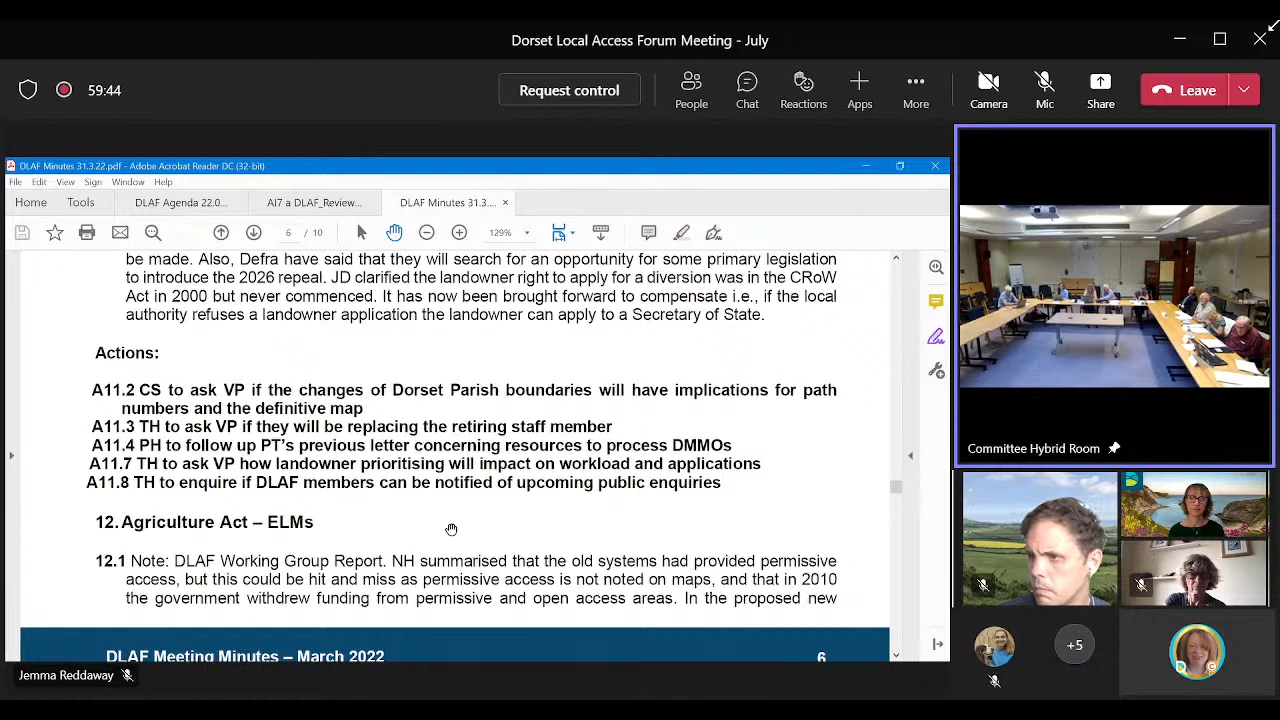 Dorset Local Access Forum Meeting - July
59:44
Request control
People
Chat
Reactions
Apps
More
Camera
Mic
Share
Leave
DLAF Minutes 31.3.22.pdf - Adobe Acrobat Reader DC (32-bit)
File Edit View Sign Window Help
Home Tools DLAF Agenda 22.0... AI7 a DLAF_Review... DLAF Minutes 31.3....
6 / 10 129%
be made. Also, Defra have said that they will search for an opportunity for some primary legislation
to introduce the 2026 repeal. JD clarified the landowner right to apply for a diversion was in the CRoW
Act in 2000 but never commenced. It has now been brought forward to compensate i.e., if the local
authority refuses a landowner application the landowner can apply to a Secretary of State.
Actions:
A11.2 CS to ask VP if the changes of Dorset Parish boundaries will have implications for path
numbers and the definitive map
A11.3 TH to ask VP if they will be replacing the retiring staff member
A11.4 PH to follow up PT's previous letter concerning resources to process DMMOs
A11.7 TH to ask VP how landowner prioritising will impact on workload and applications
A11.8 TH to enquire if DLAF members can be notified of upcoming public enquiries
12. Agriculture Act – ELMs
12.1 Note: DLAF Working Group Report. NH summarised that the old systems had provided permissive
access, but this could be hit and miss as permissive access is not noted on maps, and that in 2010
the government withdrew funding from permissive and open access areas. In the proposed new
DLAF Meeting Minutes – March 2022 6
Jemma Reddaway
Committee Hybrid Room
+5